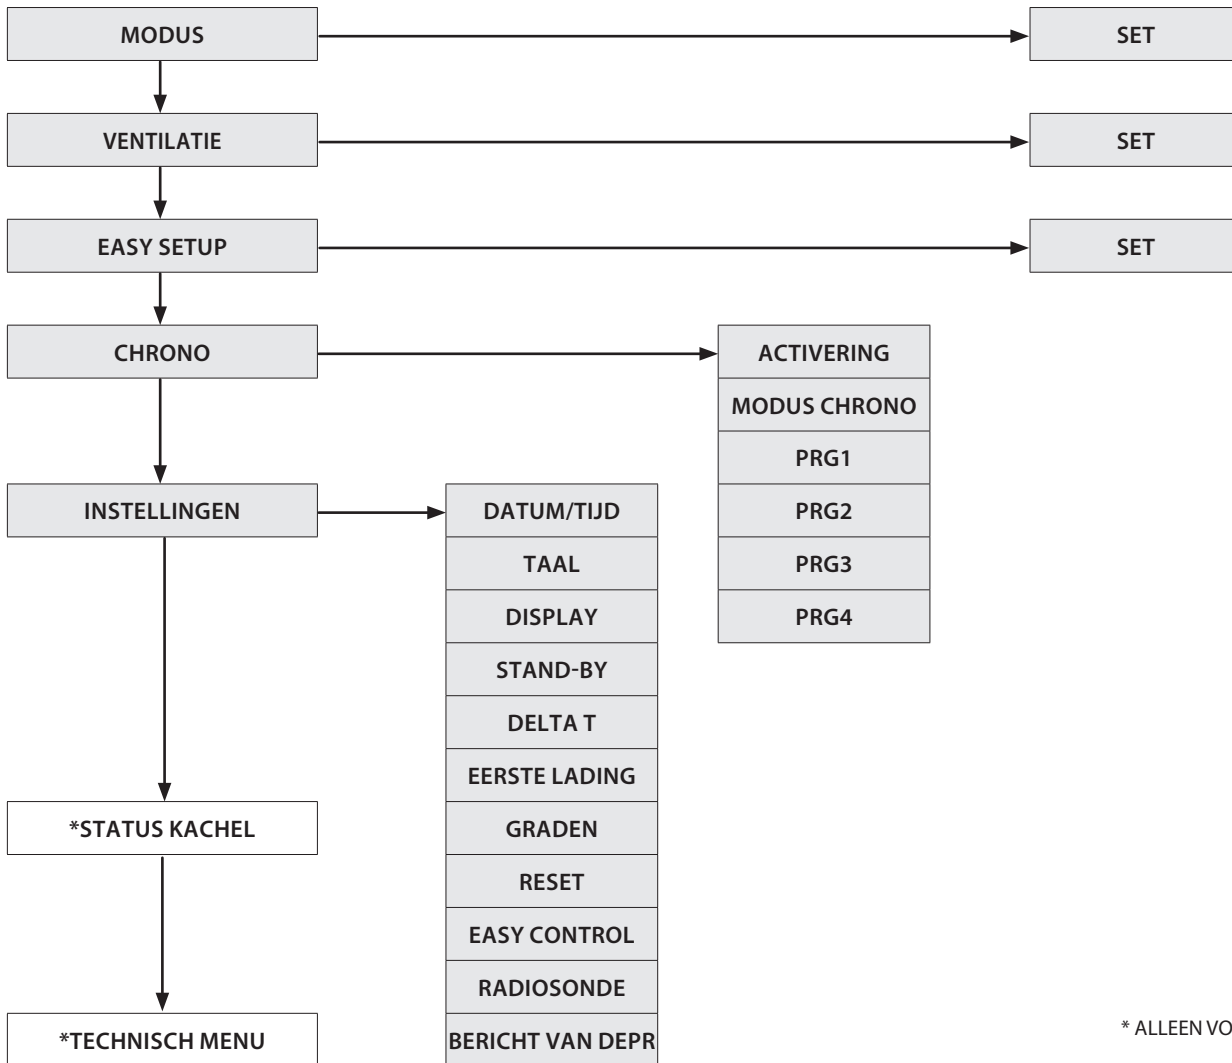 MODUS
SET
VENTILATIE
SET
EASY SETUP
SET
CHRONO
ACTIVERING
MODUS CHRONO
PRG1
PRG2
PRG3
PRG4
INSTELLINGEN
DATUM/TIJD
TAAL
DISPLAY
STAND-BY
DELTA T
EERSTE LADING
GRADEN
RESET
EASY CONTROL
RADIOSONDE
BERICHT VAN DEPR
*STATUS KACHEL
*TECHNISCH MENU
* ALLEEN VO